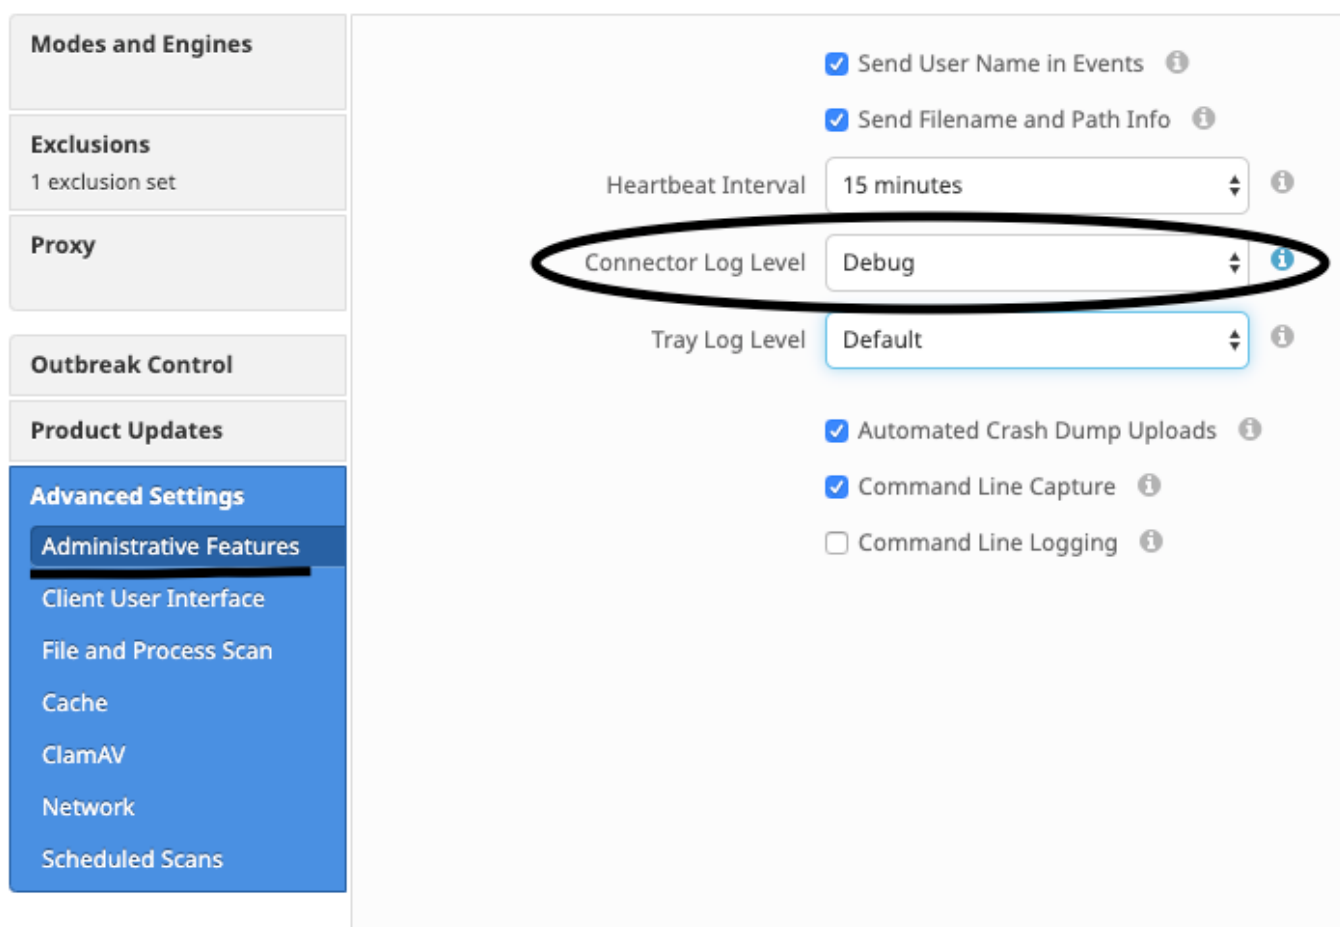 Modes and Engines
Exclusions
1 exclusion set
Proxy
Outbreak Control
Product Updates
Advanced Settings
Administrative Features
Client User Interface
File and Process Scan
Cache
ClamAV
Network
Scheduled Scans
Send User Name in Events
Send Filename and Path Info
Heartbeat Interval 15 minutes
Connector Log Level Debug
Tray Log Level Default
Automated Crash Dump Uploads
Command Line Capture
Command Line Logging